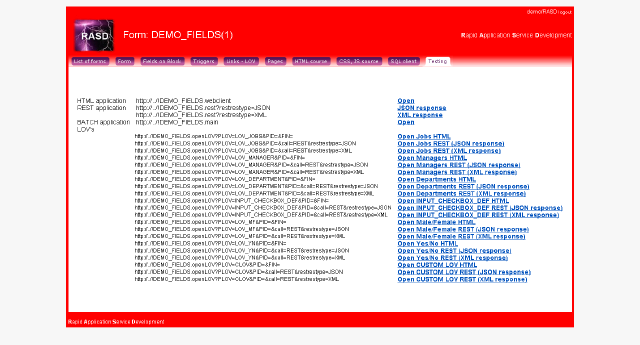 demo/RASD logout
RASD
Form: DEMO_FIELDS(1)
Rapid Application Service Development
List of forms
Form
Fields on Block
Triggers
Links - LOV
Pages
HTML source
CSS, JS source
SQL client
Testing
HTML application http://.../!DEMO_FIELDS.webclient Open
REST application http://.../!DEMO_FIELDS.rest?restrestype=JSON JSON response
http://.../!DEMO_FIELDS.rest?restrestype=XML XML response
BATCH application http://.../!DEMO_FIELDS.main Open
LOV's
http://.../!DEMO_FIELDS.openLOV?PLOV=LOV_JOBS&PID=&FIN= Open Jobs HTML
http://.../!DEMO_FIELDS.openLOV?PLOV=LOV_JOBS&PID=&call=REST&restrestype=JSON Open Jobs REST (JSON response)
http://.../!DEMO_FIELDS.openLOV?PLOV=LOV_JOBS&PID=&call=REST&restrestype=XML Open Jobs REST (XML response)
http://.../!DEMO_FIELDS.openLOV?PLOV=LOV_MANAGER&PID=&FIN= Open Managers HTML
http://.../!DEMO_FIELDS.openLOV?PLOV=LOV_MANAGER&PID=&call=REST&restrestype=JSON Open Managers REST (JSON response)
http://.../!DEMO_FIELDS.openLOV?PLOV=LOV_MANAGER&PID=&call=REST&restrestype=XML Open Managers REST (XML response)
http://.../!DEMO_FIELDS.openLOV?PLOV=LOV_DEPARTMENT&PID=&FIN= Open Departments HTML
http://.../!DEMO_FIELDS.openLOV?PLOV=LOV_DEPARTMENT&PID=&call=REST&restrestype=JSON Open Departments REST (JSON response)
http://.../!DEMO_FIELDS.openLOV?PLOV=LOV_DEPARTMENT&PID=&call=REST&restrestype=XML Open Departments REST (XML response)
http://.../!DEMO_FIELDS.openLOV?PLOV=INPUT_CHECKBOX_DEF&PID=&FIN= Open INPUT_CHECKBOX_DEF HTML
http://.../!DEMO_FIELDS.openLOV?PLOV=INPUT_CHECKBOX_DEF&PID=&call=REST&restrestype=JSON Open INPUT_CHECKBOX_DEF REST (JSON response)
http://.../!DEMO_FIELDS.openLOV?PLOV=INPUT_CHECKBOX_DEF&PID=&call=REST&restrestype=XML Open INPUT_CHECKBOX_DEF REST (XML response)
http://.../!DEMO_FIELDS.openLOV?PLOV=LOV_MF&PID=&FIN= Open Male/Female HTML
http://.../!DEMO_FIELDS.openLOV?PLOV=LOV_MF&PID=&call=REST&restrestype=JSON Open Male/Female REST (JSON response)
http://.../!DEMO_FIELDS.openLOV?PLOV=LOV_MF&PID=&call=REST&restrestype=XML Open Male/Female REST (XML response)
http://.../!DEMO_FIELDS.openLOV?PLOV=LOV_YN&PID=&FIN= Open Yes/No HTML
http://.../!DEMO_FIELDS.openLOV?PLOV=LOV_YN&PID=&call=REST&restrestype=JSON Open Yes/No REST (JSON response)
http://.../!DEMO_FIELDS.openLOV?PLOV=LOV_YN&PID=&call=REST&restrestype=XML Open Yes/No REST (XML response)
http://.../!DEMO_FIELDS.openLOV?PLOV=CLOV&PID=&FIN= Open CUSTOM LOV HTML
http://.../!DEMO_FIELDS.openLOV?PLOV=CLOV&PID=&call=REST&restrestype=JSON Open CUSTOM LOV REST (JSON response)
http://.../!DEMO_FIELDS.openLOV?PLOV=CLOV&PID=&call=REST&restrestype=XML Open CUSTOM LOV REST (XML response)
Rapid Application Service Development